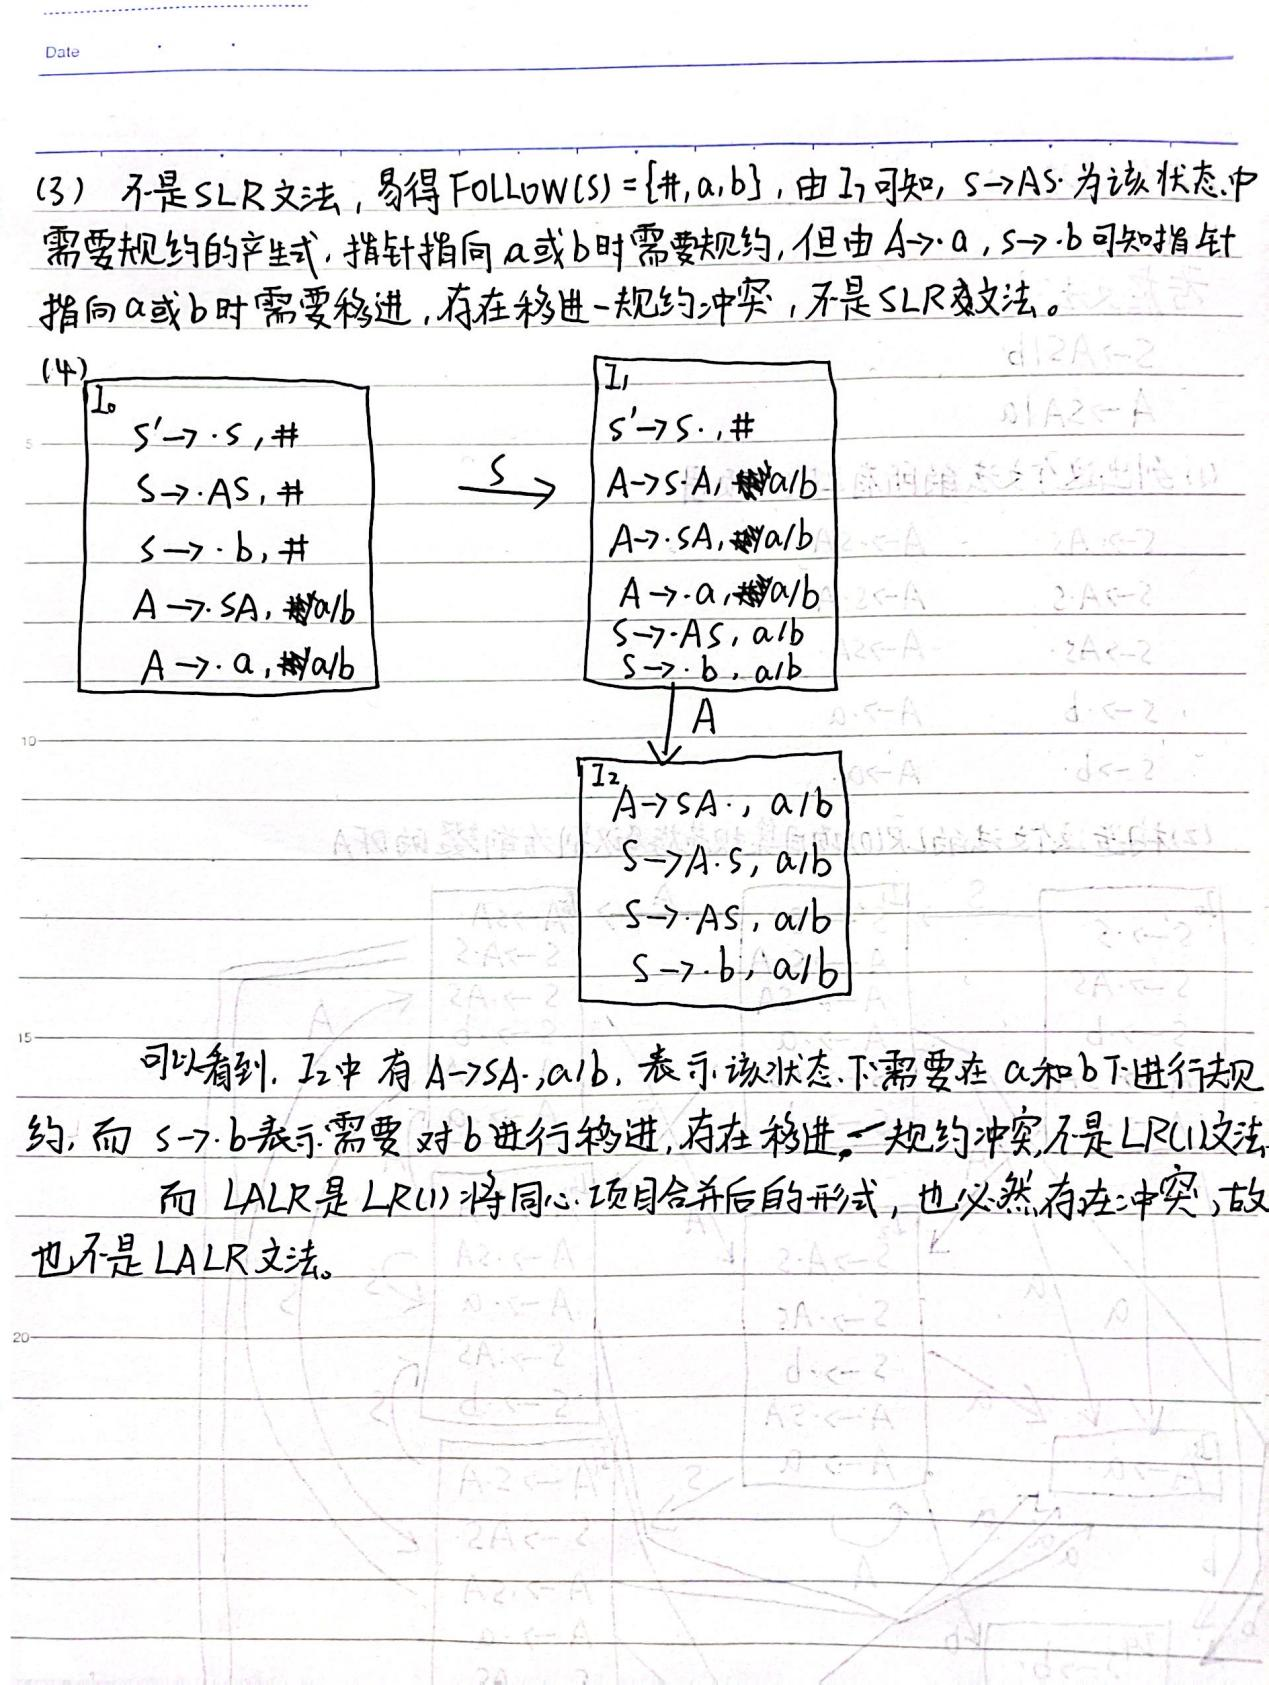 Date
(3) 不是SLR文法,易得FOLLOW(S)={#,a,b},由I7可知,S→AS·为该状态中
需要规约的产生式,指针指向a或b时需要规约,但由A→·a,S→·b可知指针
指向a或b时需要移进,存在移进-规约冲突,不是SLR文法。
(4)
I0
S'→·S,#
S→·AS,#
S→·b,#
A→·SA,a/b
A→·a,a/b
S
I1
S'→S·,#
A→S·A,a/b
A→·SA,a/b
A→·a,a/b
S→·AS,a/b
S→·b,a/b
A
I2
A→SA·,a/b
S→A·S,a/b
S→·AS,a/b
S→·b,a/b
可以看到,I2中有A→SA·,a/b,表示该状态下需要在a和b下进行规
约,而S→·b表示需要对b进行移进,存在移进-规约冲突,不是LR(1)文法
而LALR是LR(1)将同心项目合并后的形式,也必然存在冲突,故
也不是LALR文法。
5
10
15
20